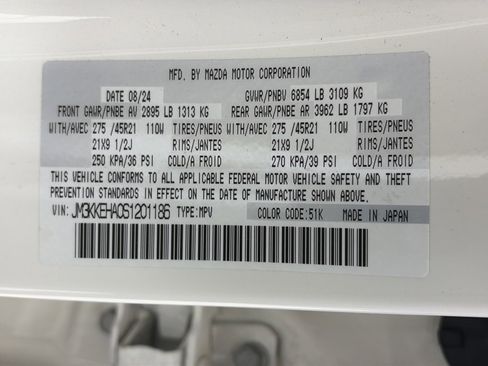 MFD. BY MAZDA MOTOR CORPORATION
DATE 08/24 GVWR/PNBV 6854 LB 3109 KG
FRONT GAWR/PNBE AV 2895 LB 1313 KG REAR GAWR/PNBE AR 3962 LB 1797 KG
WITH/AVEC 275 /45R21 110W TIRES/PNEUS WITH/AVEC 275 /45R21 110W TIRES/PNEUS
21X9 1/2J RIMS/JANTES 21X9 1/2J RIMS/JANTES
250 KPA/36 PSI COLD/A FROID 270 KPA/39 PSI COLD/A FROID
THIS VEHICLE CONFORMS TO ALL APPLICABLE FEDERAL MOTOR VEHICLE SAFETY AND THEFT
PREVENTION STANDARDS IN EFFECT ON THE DATE OF MANUFACTURE SHOWN ABOVE.
VIN: JM3KKEHA0S1201186 TYPE:MPV COLOR CODE:51K MADE IN JAPAN